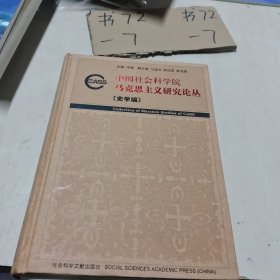 书72
-7
书72
-7
CASS
中国社会科学院
马克思主义研究论丛
(史学编)
Collection of Marxism Studies of CASS
社会科学文献出版社 SOCIAL SCIENCES ACADEMIC PRESS (CHINA)